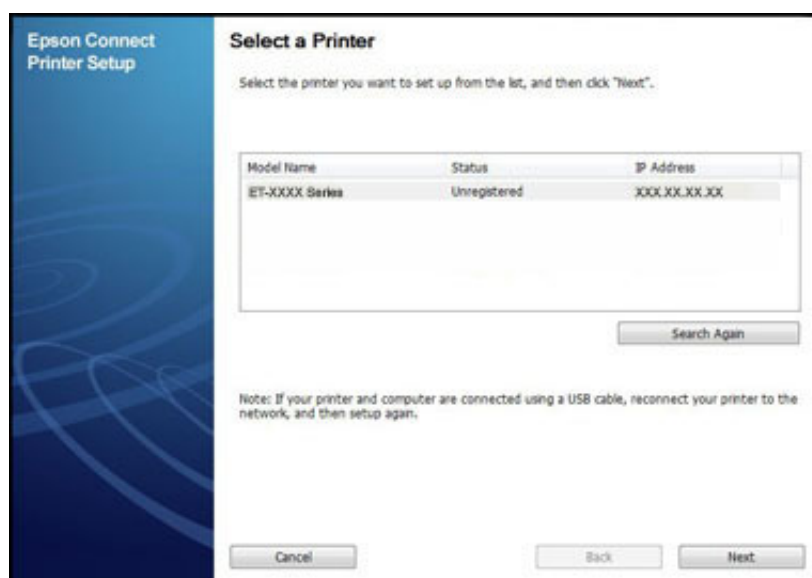 Epson Connect
Printer Setup
Select a Printer
Select the printer you want to set up from the list, and then click "Next".
Model Name Status IP Address
ET-XXXX Series Unregistered XXX.XX.XX.XX
Search Again
Note: If your printer and computer are connected using a USB cable, reconnect your printer to the
network, and then setup again.
Cancel Back Next